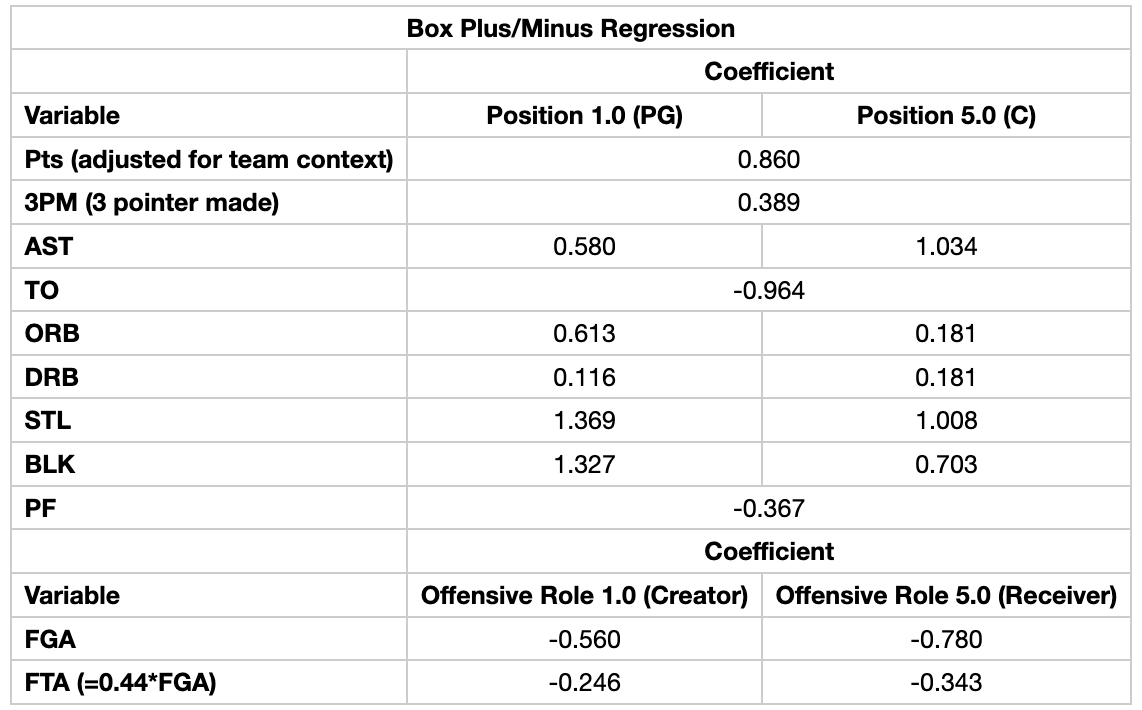 Box Plus/Minus Regression
Coefficient
Variable Position 1.0 (PG) Position 5.0 (C)
Pts (adjusted for team context) 0.860
3PM (3 pointer made) 0.389
AST 0.580 1.034
TO -0.964
ORB 0.613 0.181
DRB 0.116 0.181
STL 1.369 1.008
BLK 1.327 0.703
PF -0.367
Coefficient
Variable Offensive Role 1.0 (Creator) Offensive Role 5.0 (Receiver)
FGA -0.560 -0.780
FTA (=0.44*FGA) -0.246 -0.343